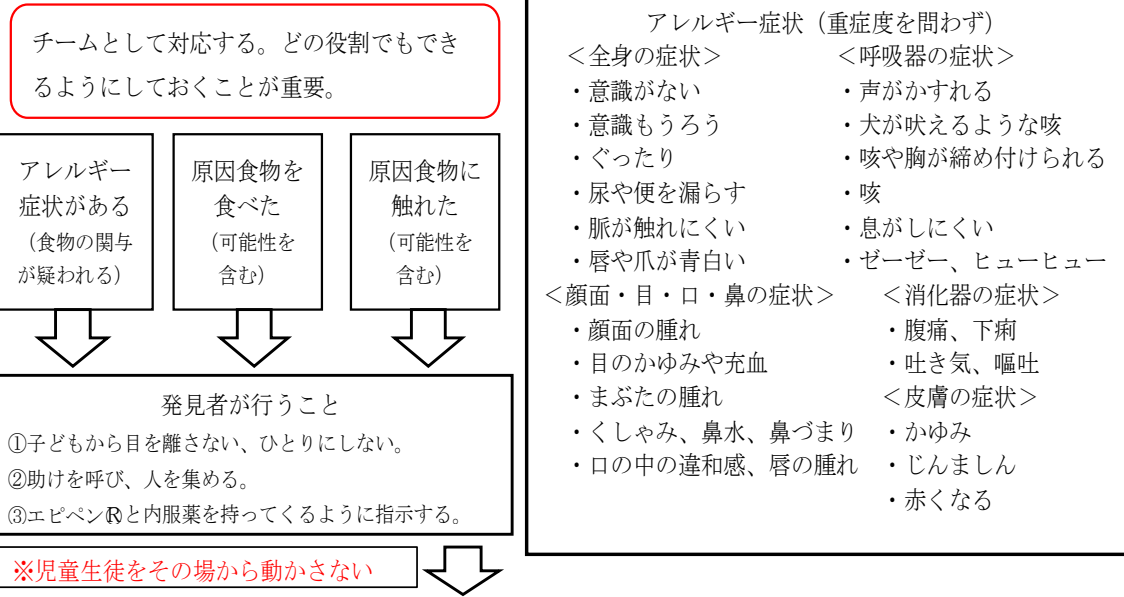 チームとして対応する。どの役割でもでき
るようにしておくことが重要。
アレルギー
症状がある
（食物の関与
が疑われる）
原因食物を
食べた
（可能性を
含む）
原因食物に
触れた
（可能性を
含む）
発見者が行うこと
①子どもから目を離さない、ひとりにしない。
②助けを呼び、人を集める。
③エピペン®と内服薬を持ってくるように指示する。
※児童生徒をその場から動かさない
アレルギー症状（重症度を問わず）
＜全身の症状＞
・意識がない
・意識もうろう
・ぐったり
・尿や便を漏らす
・脈が触れにくい
・唇や爪が青白い
＜呼吸器の症状＞
・声がかすれる
・犬が吠えるような咳
・咳や胸が締め付けられる
・咳
・息がしにくい
・ゼーゼー、ヒューヒュー
＜顔面・目・口・鼻の症状＞
・顔面の腫れ
・目のかゆみや充血
・まぶたの腫れ
・くしゃみ、鼻水、鼻づまり
・口の中の違和感、唇の腫れ
＜消化器の症状＞
・腹痛、下痢
・吐き気、嘔吐
＜皮膚の症状＞
・かゆみ
・じんましん
・赤くなる